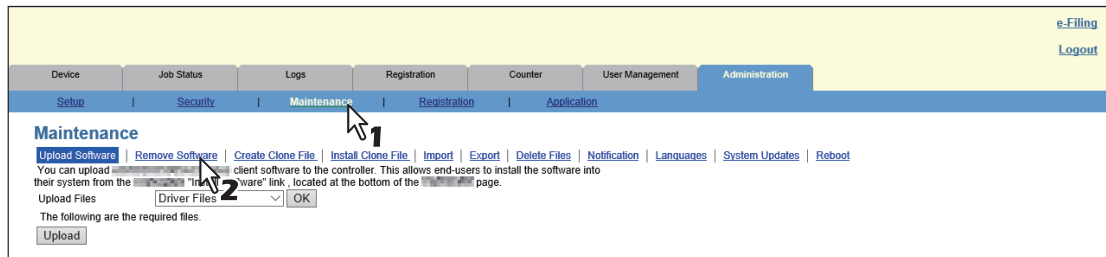 e-Filing
Logout
Device Job Status Logs Registration Counter User Management Administration
Setup | Security | Maintenance | Registration | Application
1
Maintenance
Upload Software | Remove Software | Create Clone File | Install Clone File | Import | Export | Delete Files | Notification | Languages | System Updates | Reboot
You can upload client software to the controller. This allows end-users to install the software into
their system from the "Install Software" link , located at the bottom of the page.
2
Upload Files Driver Files OK
The following are the required files.
Upload